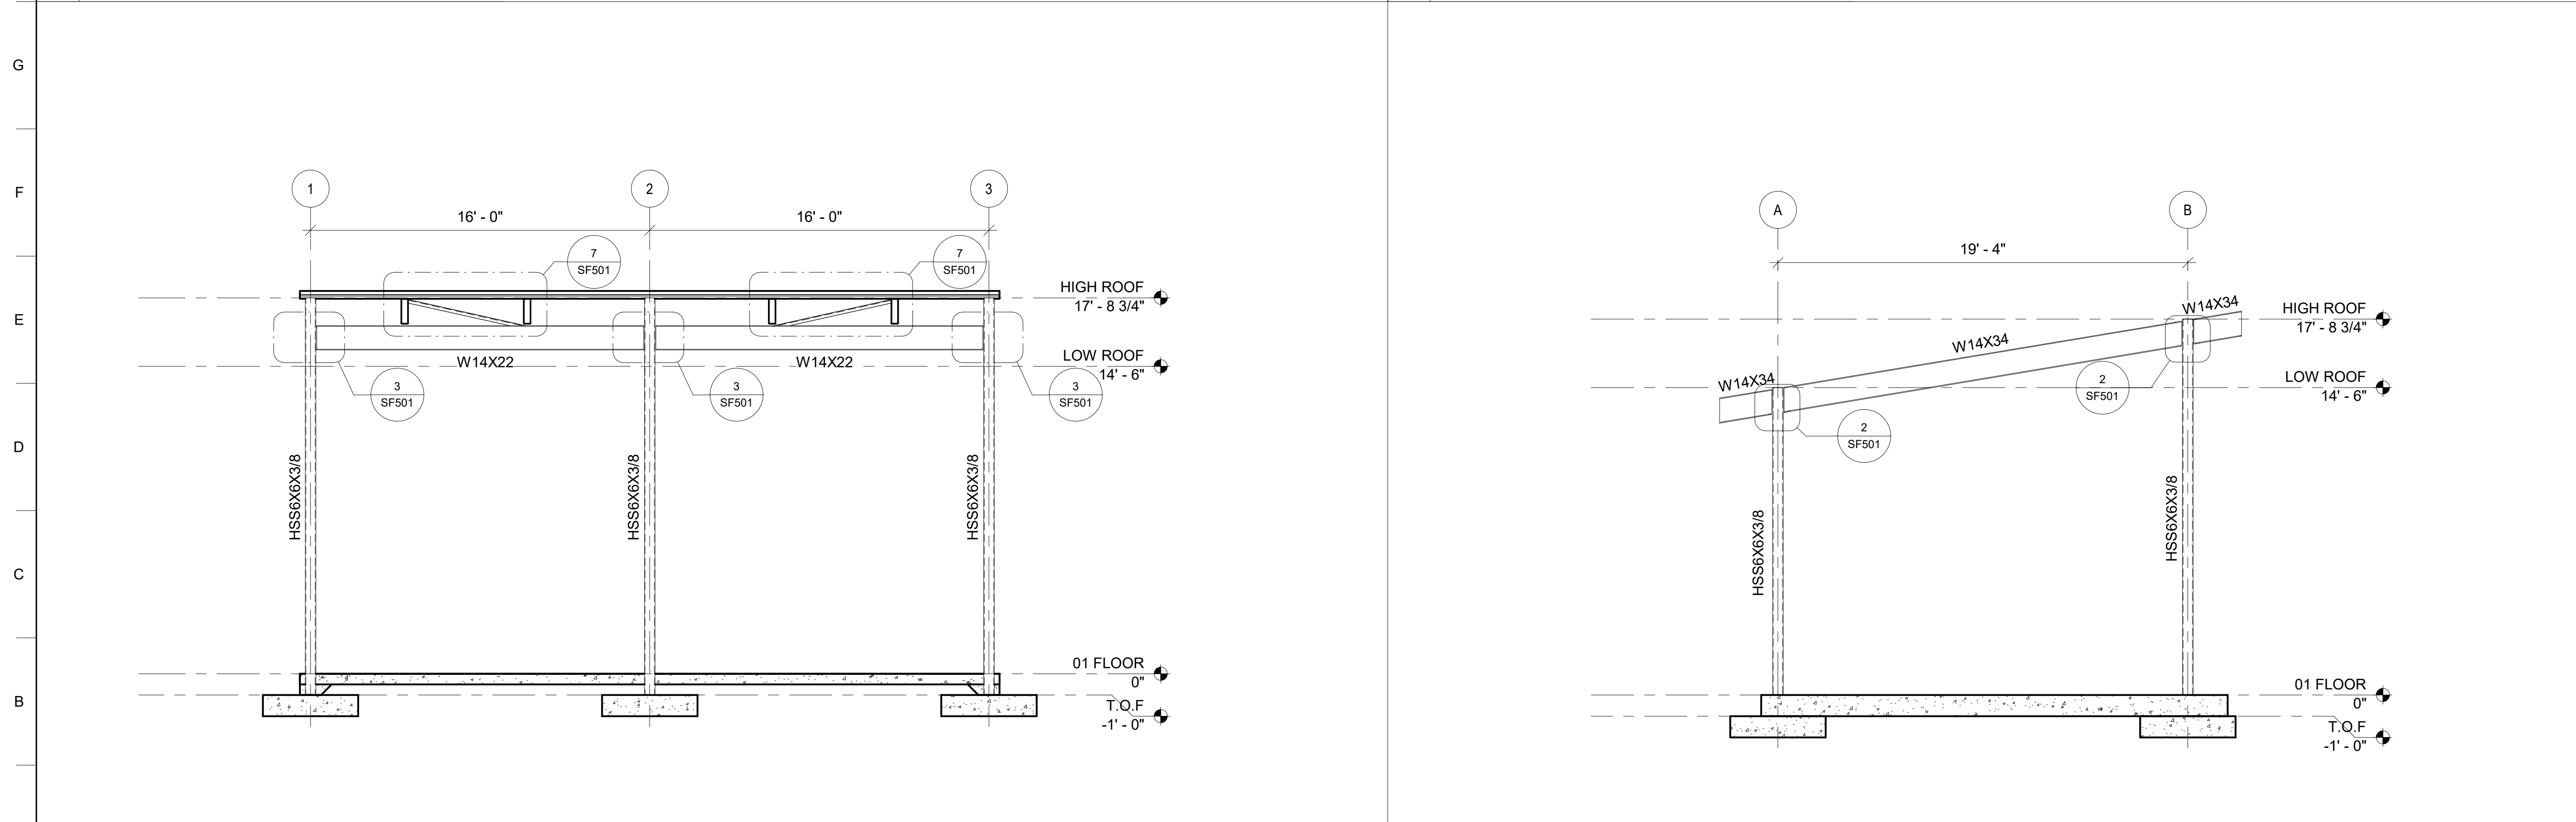 G
F
E
D
C
B
1
2
3
16' - 0"
16' - 0"
7
SF501
7
SF501
HIGH ROOF
17' - 8 3/4"
LOW ROOF
14' - 6"
W14X22
W14X22
3
SF501
3
SF501
3
SF501
HSS6X6X3/8
HSS6X6X3/8
HSS6X6X3/8
01 FLOOR
0"
T.O.F
-1' - 0"
A
B
19' - 4"
W14X34
HIGH ROOF
17' - 8 3/4"
W14X34
W14X34
LOW ROOF
14' - 6"
2
SF501
2
SF501
HSS6X6X3/8
HSS6X6X3/8
01 FLOOR
0"
T.O.F
-1' - 0"